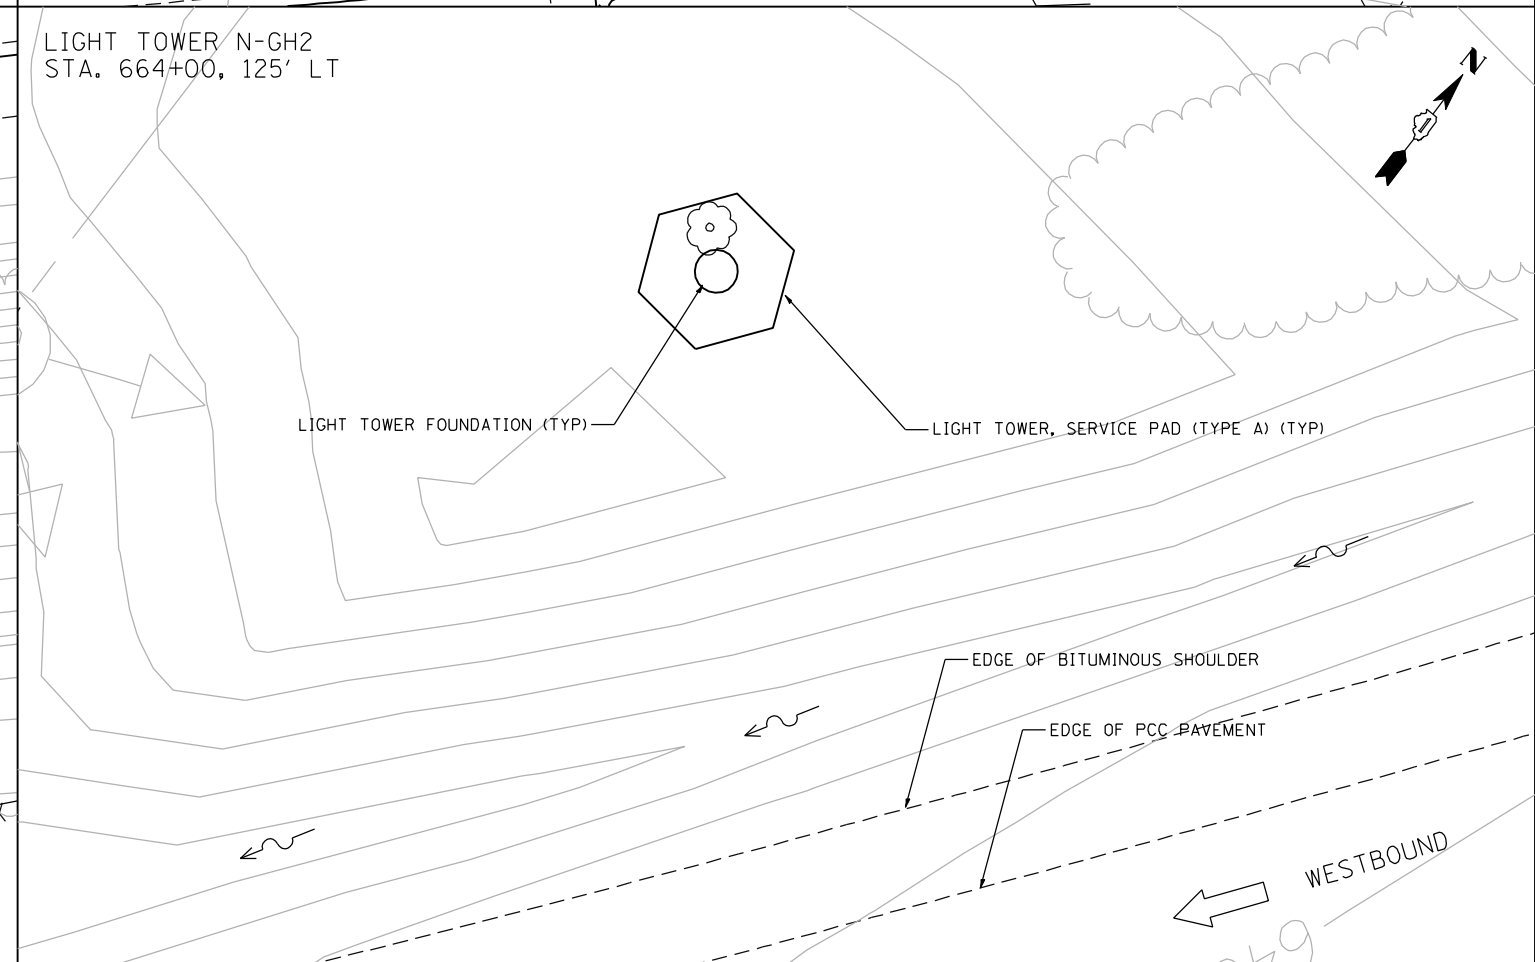 LIGHT TOWER N-GH2
STA. 664+00, 125' LT
N
LIGHT TOWER FOUNDATION (TYP)
LIGHT TOWER, SERVICE PAD (TYPE A) (TYP)
EDGE OF BITUMINOUS SHOULDER
EDGE OF PCC PAVEMENT
WESTBOUND